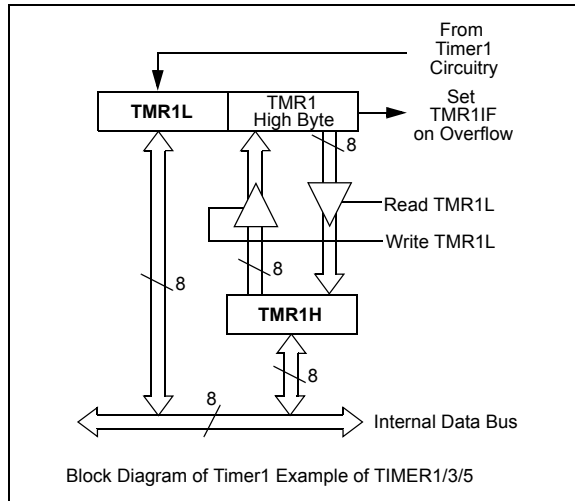 From
Timer1
Circuitry
TMR1L
TMR1
High Byte
Set
TMR1IF
on Overflow
8
Read TMR1L
Write TMR1L
8
8
TMR1H
8
8
Internal Data Bus
Block Diagram of Timer1 Example of TIMER1/3/5